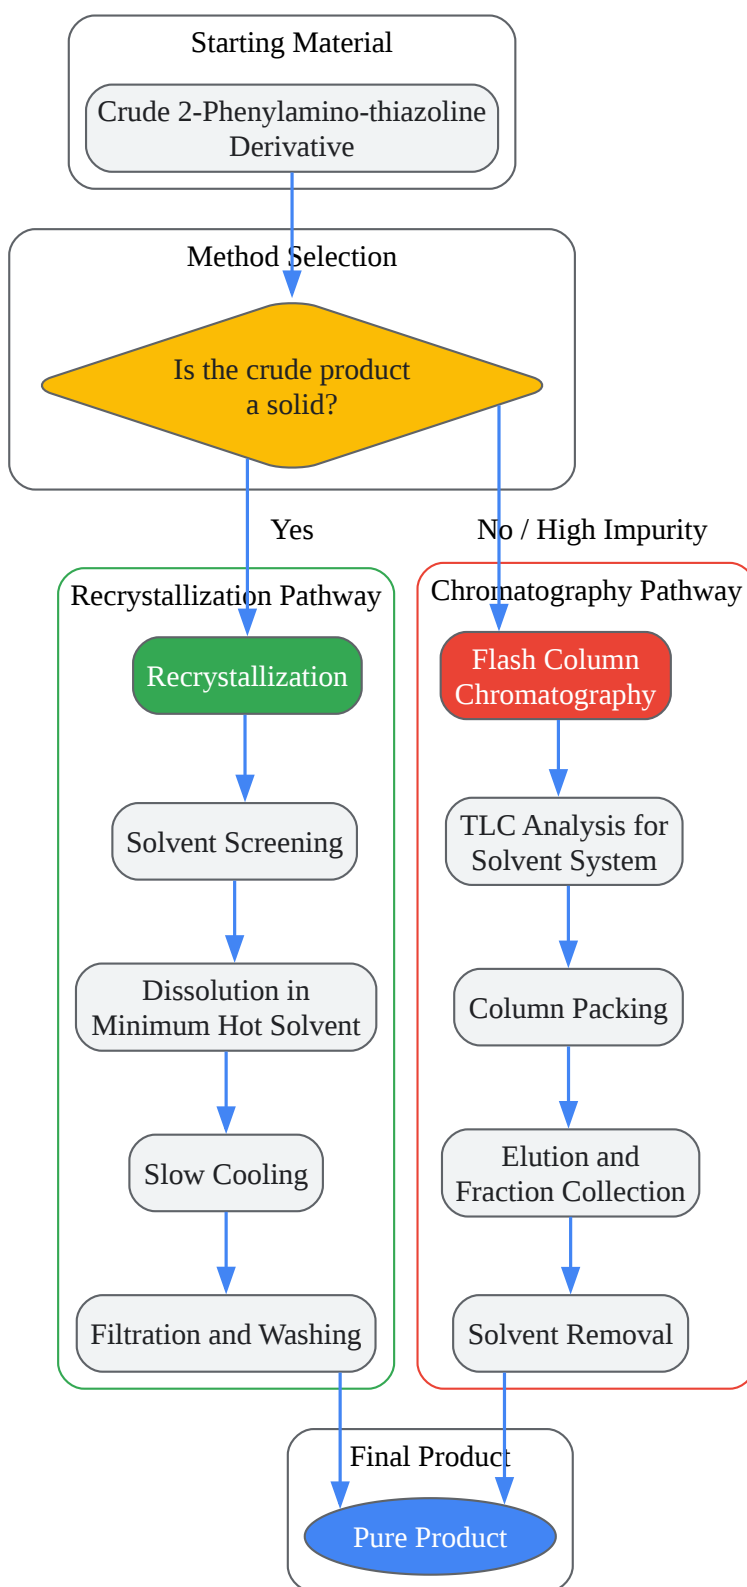 Starting Material
Crude 2-Phenylamino-thiazoline
Derivative
Method Selection
Is the crude product
a solid?
Yes
No / High Impurity
Recrystallization Pathway
Recrystallization
Solvent Screening
Dissolution in
Minimum Hot Solvent
Slow Cooling
Filtration and Washing
Chromatography Pathway
Flash Column
Chromatography
TLC Analysis for
Solvent System
Column Packing
Elution and
Fraction Collection
Solvent Removal
Final Product
Pure Product